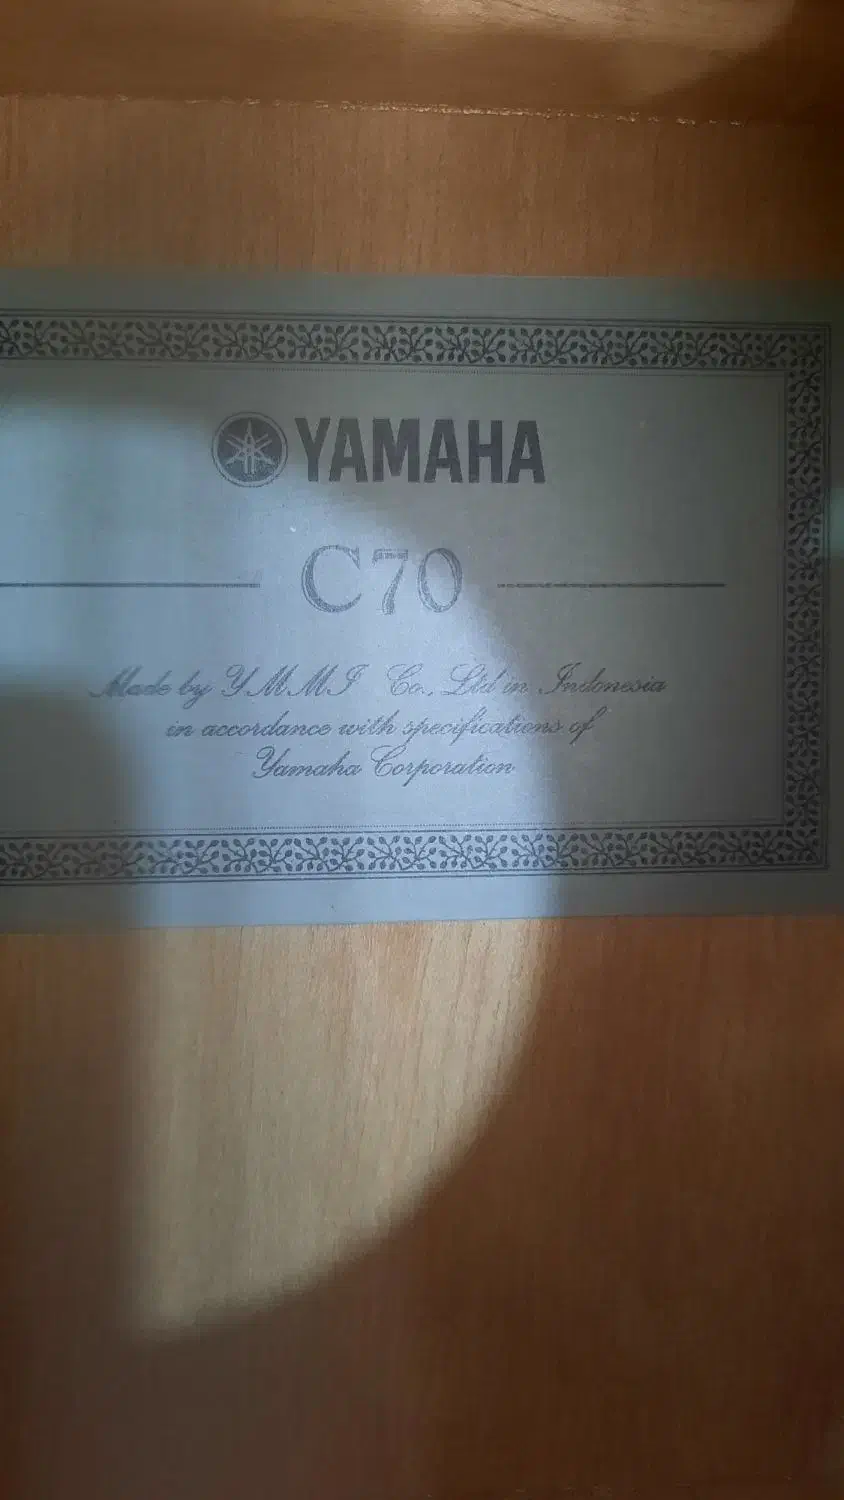 YAMAHA
C70
Made by YMMI Co., Ltd in Indonesia
in accordance with specifications of
Yamaha Corporation